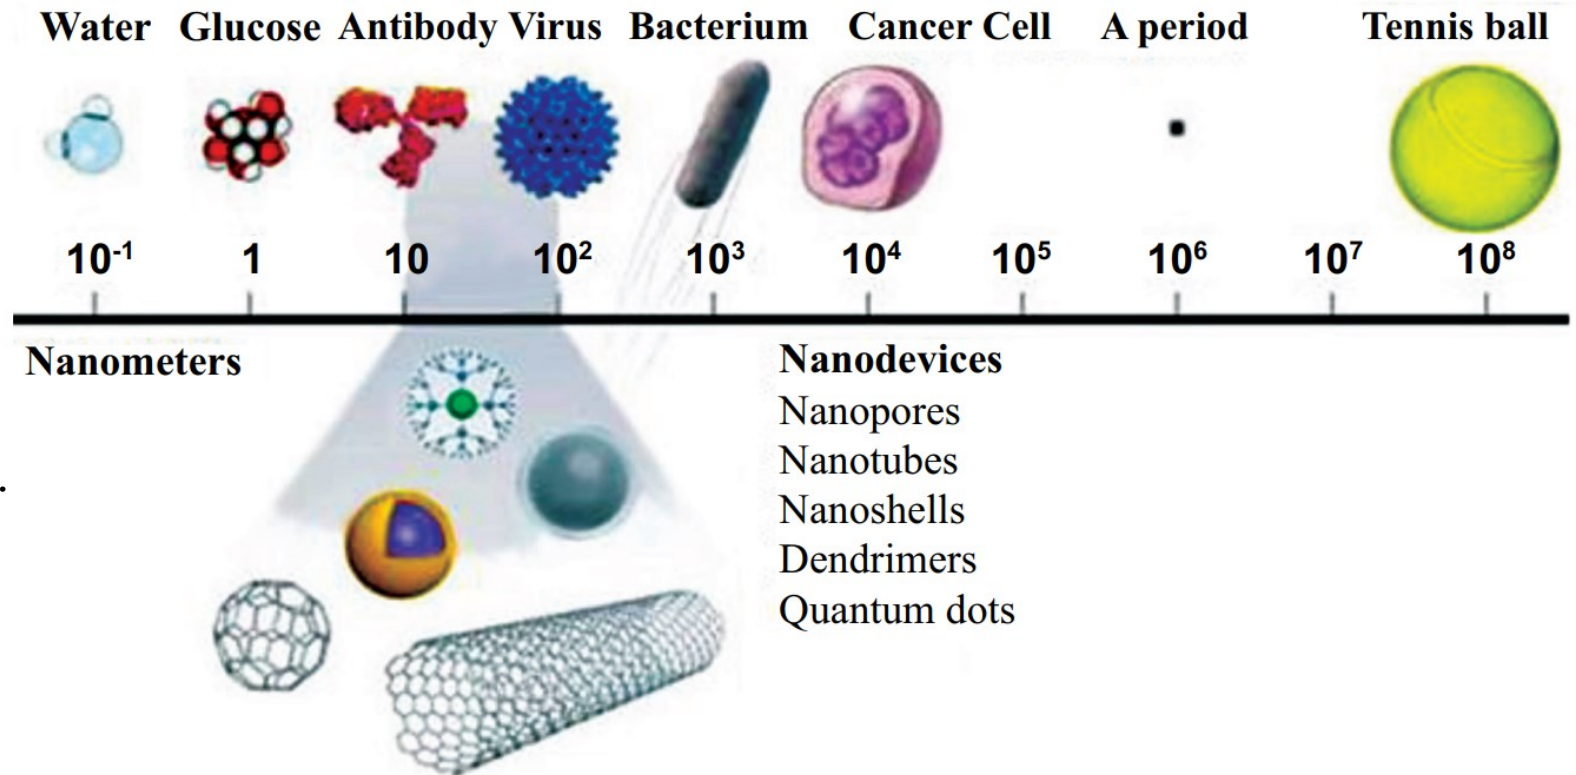 Water Glucose Antibody Virus Bacterium Cancer Cell A period Tennis ball
10⁻¹ 1 10 10² 10³ 10⁴ 10⁵ 10⁶ 10⁷ 10⁸
Nanometers
Nanodevices
Nanopores
Nanotubes
Nanoshells
Dendrimers
Quantum dots
.